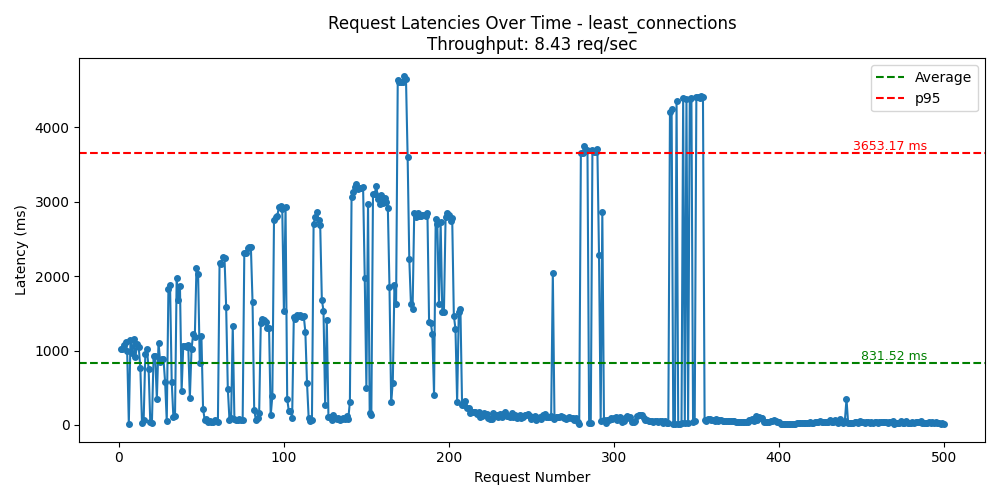 Request Latencies Over Time - least_connections
Throughput: 8.43 req/sec
Average
p95
3653.17 ms
831.52 ms
Latency (ms)
4000
3000
2000
1000
0
0 100 200 300 400 500
Request Number